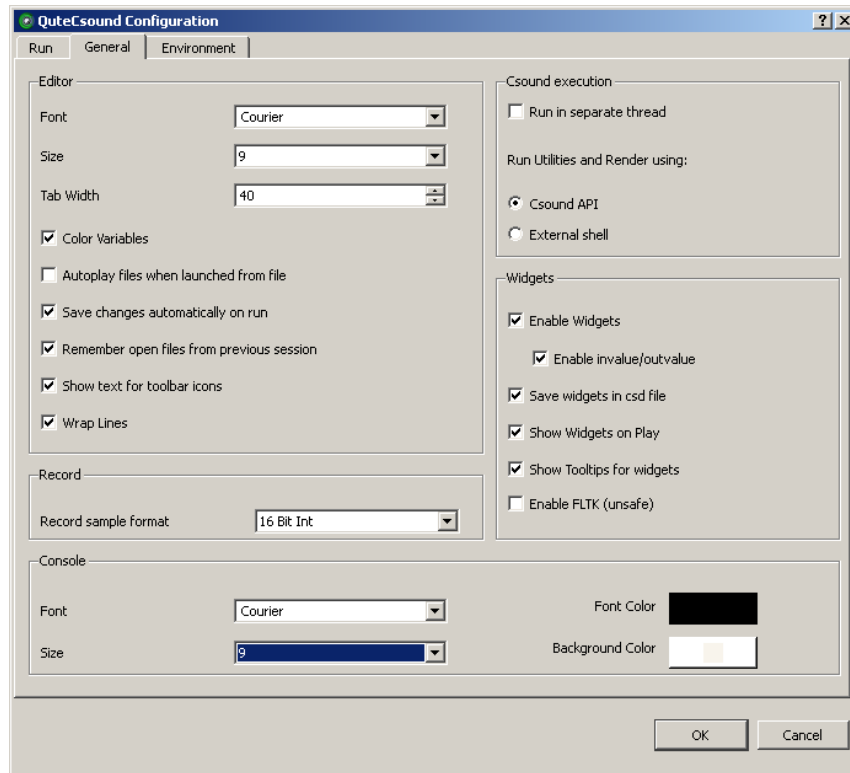 QuteCsound Configuration
Run General Environment
Editor
Font Courier
Size 9
Tab Width 40
Color Variables
Autoplay files when launched from file
Save changes automatically on run
Remember open files from previous session
Show text for toolbar icons
Wrap Lines
Record
Record sample format 16 Bit Int
Csound execution
Run in separate thread
Run Utilities and Render using:
Csound API
External shell
Widgets
Enable Widgets
Enable invalue/outvalue
Save widgets in csd file
Show Widgets on Play
Show Tooltips for widgets
Enable FLTK (unsafe)
Console
Font Courier
Size 9
Font Color
Background Color
OK Cancel